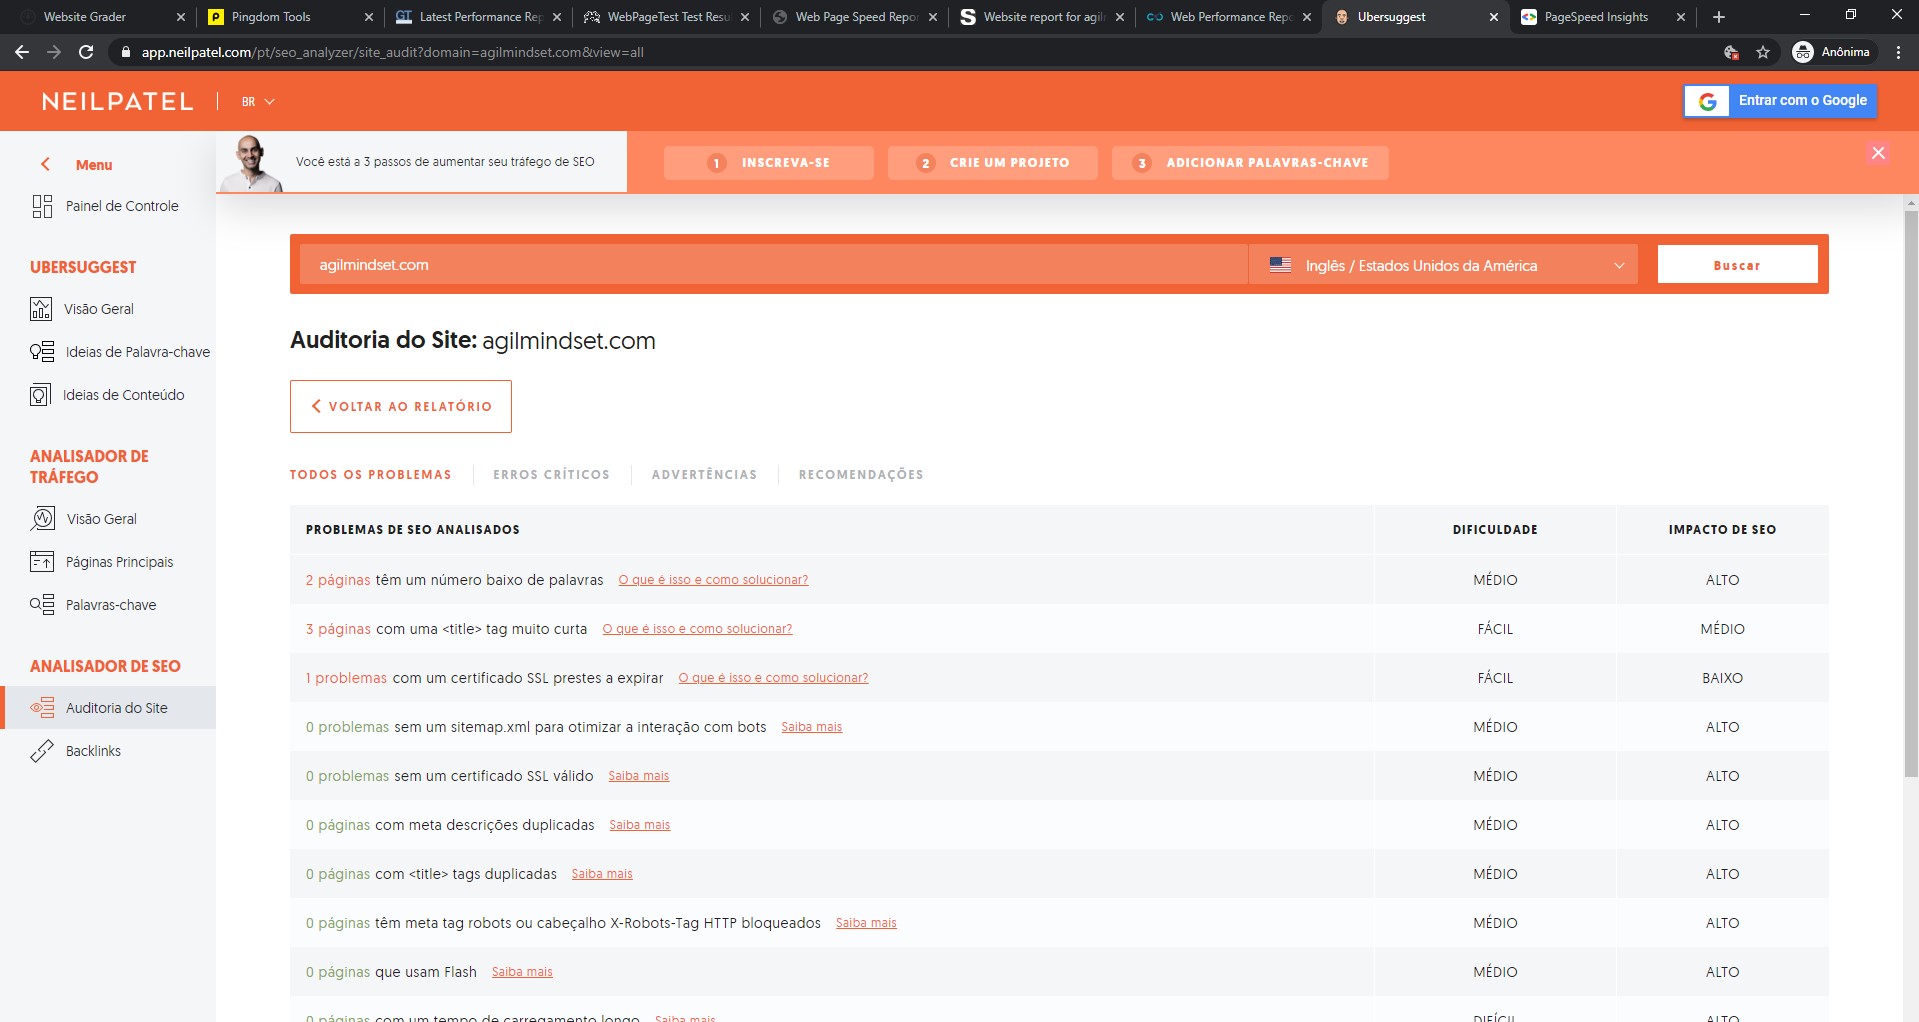 Website Grader
Pingdom Tools
Latest Performance Rep
WebPageTest Test Resu
Web Page Speed Repor
Website report for agil
Web Performance Repo
Ubersuggest
PageSpeed Insights
app.neilpatel.com/pt/seo_analyzer/site_audit?domain=agilmindset.com&view=all
Anônima
NEILPATEL
BR
Entrar com o Google
Menu
Você está a 3 passos de aumentar seu tráfego de SEO
1 INSCREVA-SE
2 CRIE UM PROJETO
3 ADICIONAR PALAVRAS-CHAVE
Painel de Controle
UBERSUGGEST
Visão Geral
Ideias de Palavra-chave
Ideias de Conteúdo
ANALISADOR DE
TRÁFEGO
Visão Geral
Páginas Principais
Palavras-chave
ANALISADOR DE SEO
Auditoria do Site
Backlinks
agilmindset.com
Inglês / Estados Unidos da América
Buscar
Auditoria do Site: agilmindset.com
VOLTAR AO RELATÓRIO
TODOS OS PROBLEMAS
ERROS CRÍTICOS
ADVERTÊNCIAS
RECOMENDAÇÕES
PROBLEMAS DE SEO ANALISADOS DIFICULDADE IMPACTO DE SEO
2 páginas têm um número baixo de palavras O que é isso e como solucionar? MÉDIO ALTO
3 páginas com uma <title> tag muito curta O que é isso e como solucionar? FÁCIL MÉDIO
1 problemas com um certificado SSL prestes a expirar O que é isso e como solucionar? FÁCIL BAIXO
0 problemas sem um sitemap.xml para otimizar a interação com bots Saiba mais MÉDIO ALTO
0 problemas sem um certificado SSL válido Saiba mais MÉDIO ALTO
0 páginas com meta descrições duplicadas Saiba mais MÉDIO ALTO
0 páginas com <title> tags duplicadas Saiba mais MÉDIO ALTO
0 páginas têm meta tag robots ou cabeçalho X-Robots-Tag HTTP bloqueados Saiba mais MÉDIO ALTO
0 páginas que usam Flash Saiba mais MÉDIO ALTO
0 páginas com um tempo de carregamento longo Saiba mais DIFÍCIL ALTO